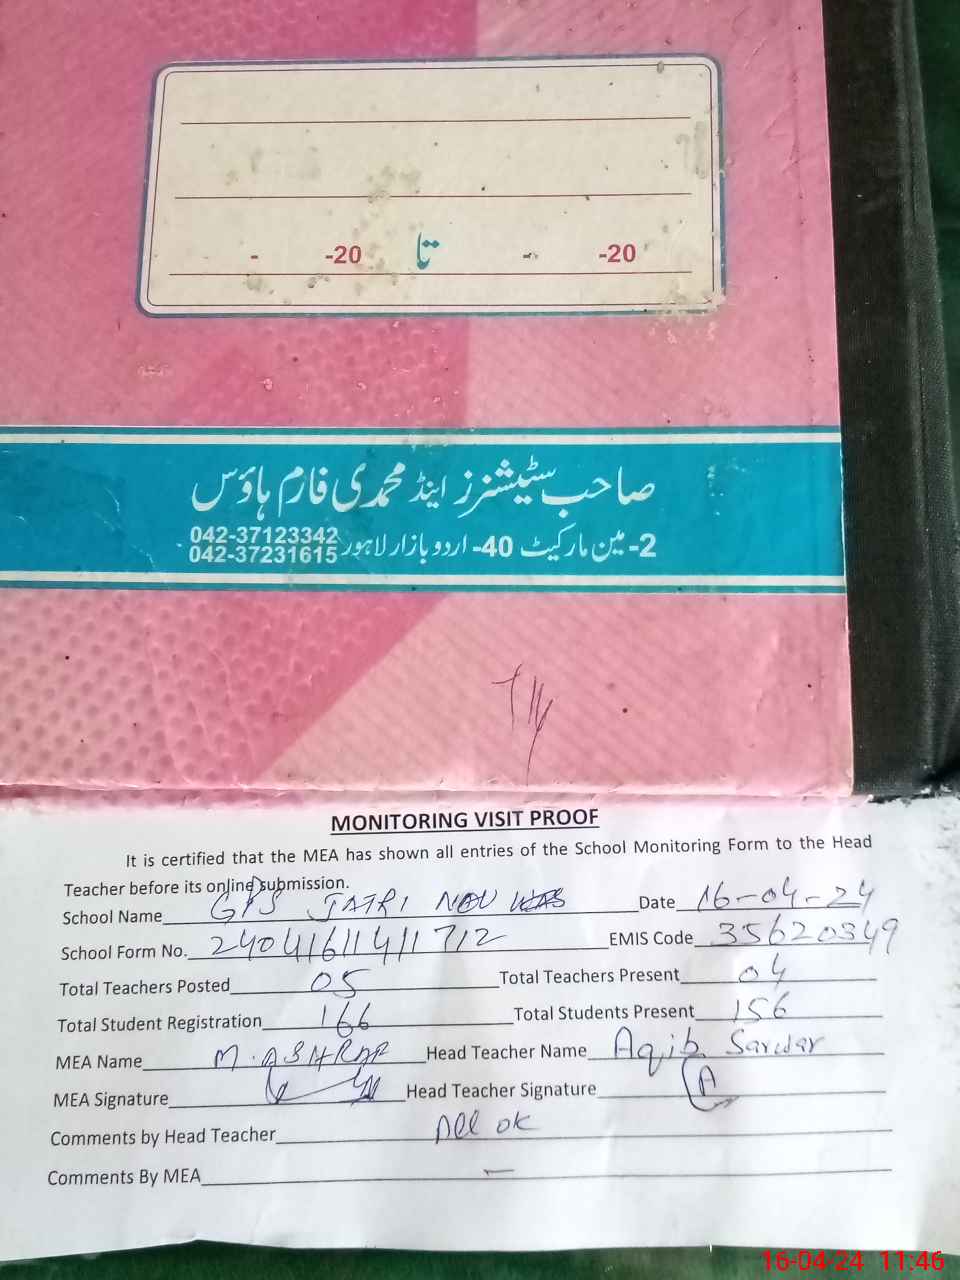 -20 تا -20
صاحب سٹیشنرز اینڈ محمدی فارم ہاؤس
2- مین مارکیٹ 40- اردو بازار لاہور 042-37123342
042-37231615
MONITORING VISIT PROOF
It is certified that the MEA has shown all entries of the School Monitoring Form to the Head
Teacher before its online submission.
School Name GPS JATRI NOU Date 16-04-24
School Form No. 24041611411712 EMIS Code 35620349
Total Teachers Posted 05 Total Teachers Present 04
Total Student Registration 166 Total Students Present 156
MEA Name M. ASHRAF Head Teacher Name Aqib Sarwar
MEA Signature Head Teacher Signature A
Comments by Head Teacher All ok
Comments By MEA —
16-04-24 11:46